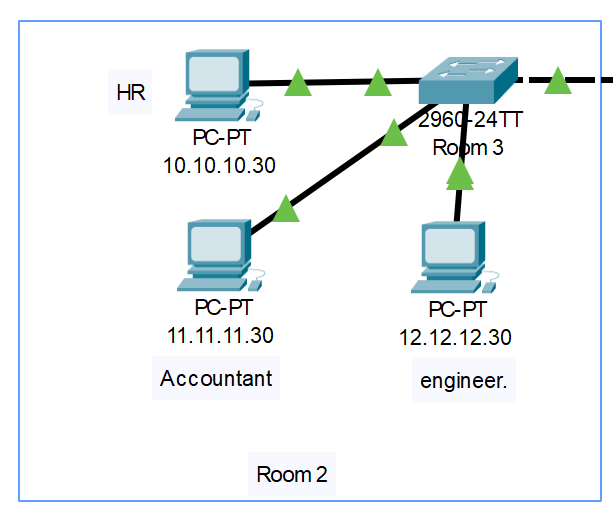 HR
PC-PT
10.10.10.30
2960-24TT
Room 3
PC-PT
11.11.11.30
Accountant
PC-PT
12.12.12.30
engineer.
Room 2